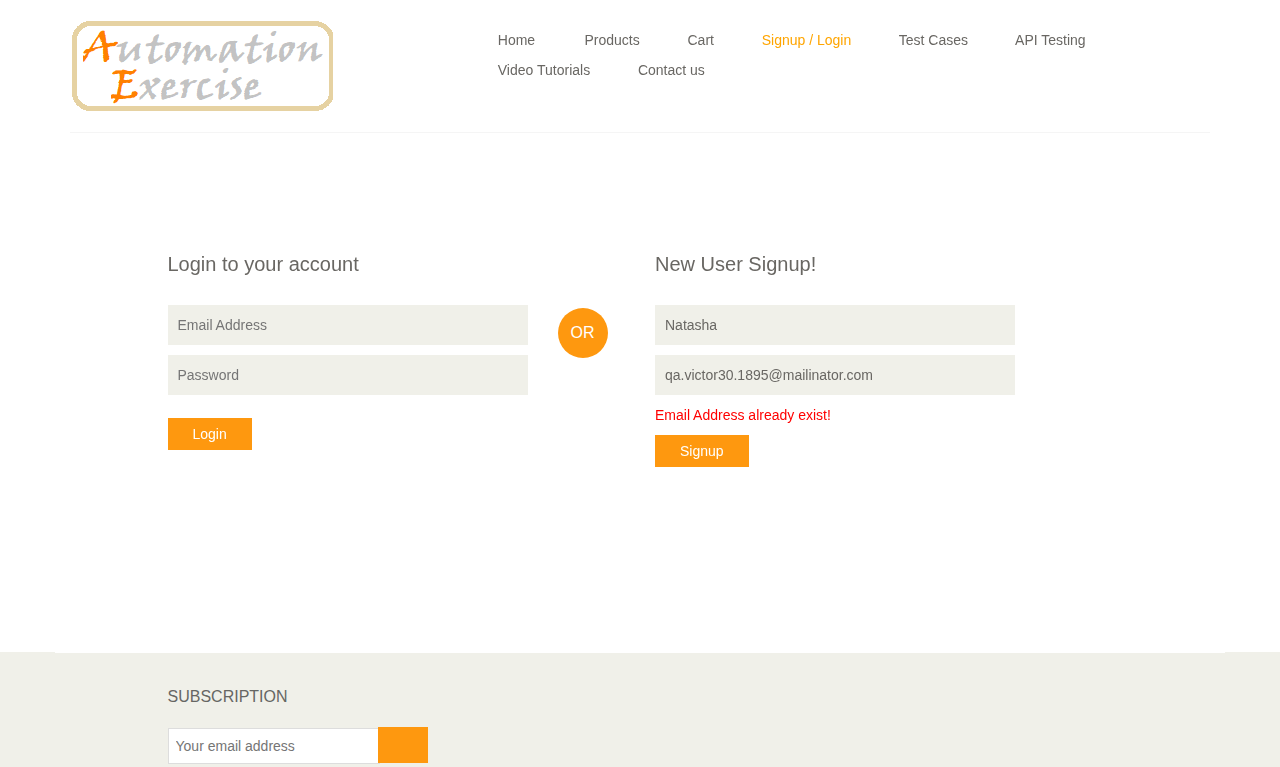 Automation
Exercise
Home Products Cart Signup / Login Test Cases API Testing
Video Tutorials Contact us
Login to your account
Email Address
Password
Login
OR
New User Signup!
Natasha
qa.victor30.1895@mailinator.com
Email Address already exist!
Signup
SUBSCRIPTION
Your email address